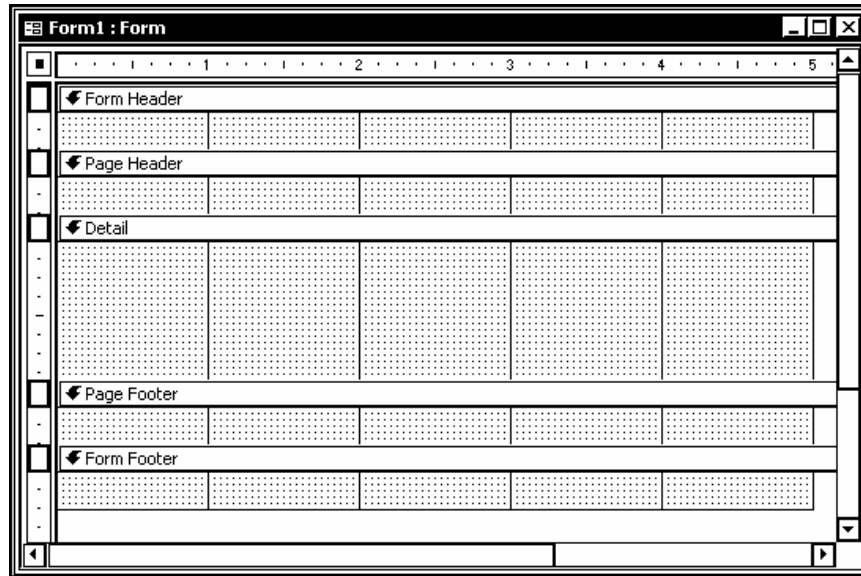 Form1 : Form
1 2 3 4 5
Form Header
Page Header
Detail
Page Footer
Form Footer